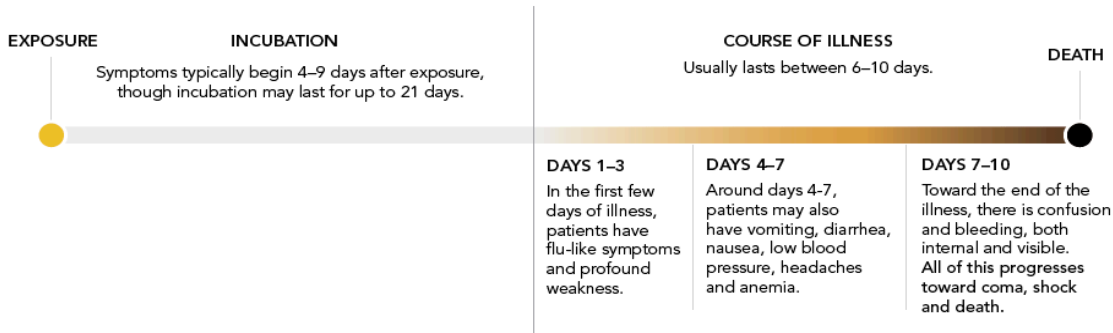 EXPOSURE
INCUBATION
Symptoms typically begin 4–9 days after exposure,
though incubation may last for up to 21 days.
COURSE OF ILLNESS
Usually lasts between 6–10 days.
DEATH
DAYS 1–3
In the first few
days of illness,
patients have
flu-like symptoms
and profound
weakness.
DAYS 4–7
Around days 4-7,
patients may also
have vomiting, diarrhea,
nausea, low blood
pressure, headaches
and anemia.
DAYS 7–10
Toward the end of the
illness, there is confusion
and bleeding, both
internal and visible.
All of this progresses
toward coma, shock
and death.